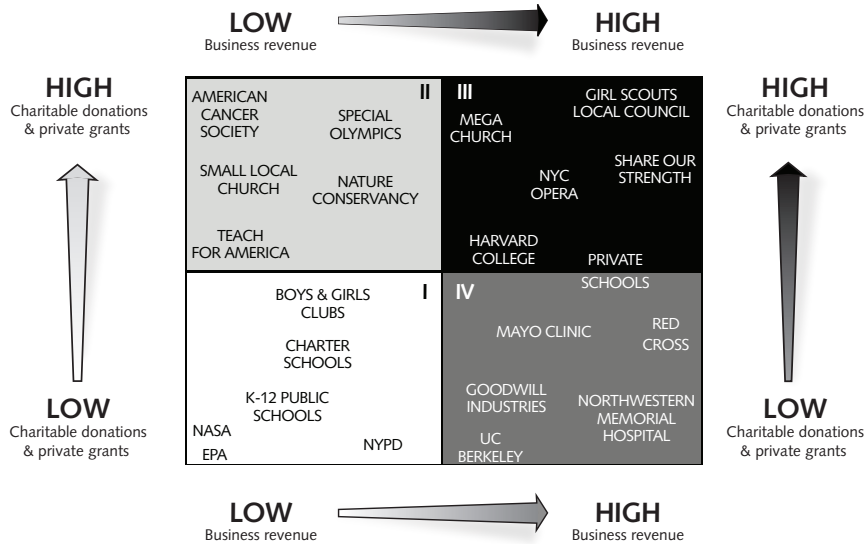 LOW
Business revenue
HIGH
Business revenue
HIGH
Charitable donations
& private grants
HIGH
Charitable donations
& private grants
II
AMERICAN
CANCER
SOCIETY
SPECIAL
OLYMPICS
SMALL LOCAL
CHURCH
NATURE
CONSERVANCY
TEACH
FOR AMERICA
III
GIRL SCOUTS
LOCAL COUNCIL
MEGA
CHURCH
SHARE OUR
STRENGTH
NYC
OPERA
HARVARD
COLLEGE
PRIVATE
SCHOOLS
I
BOYS & GIRLS
CLUBS
CHARTER
SCHOOLS
K-12 PUBLIC
SCHOOLS
NASA
EPA
NYPD
IV
MAYO CLINIC
RED
CROSS
GOODWILL
INDUSTRIES
NORTHWESTERN
MEMORIAL
HOSPITAL
UC
BERKELEY
LOW
Charitable donations
& private grants
LOW
Charitable donations
& private grants
LOW
Business revenue
HIGH
Business revenue